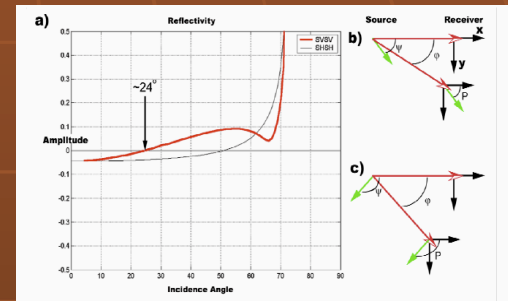 a)
Reflectivity
SVSV
SHSH
~24°
Amplitude
0.5
0.4
0.3
0.2
0.1
0
-0.1
-0.2
-0.3
-0.4
-0.5
0 10 20 30 40 50 60 70 80 90
Incidence Angle
Source Receiver
b)
x
ψ
φ
y
P
c)
ψ
φ
P